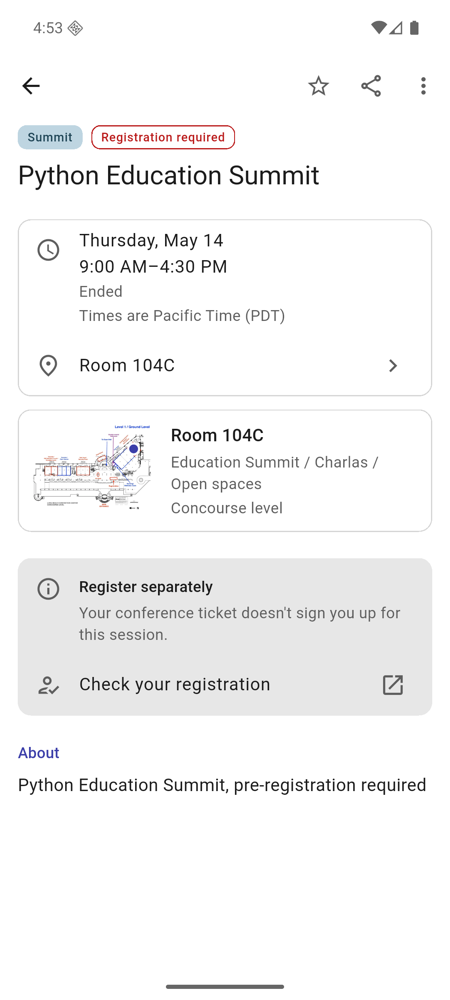 4:53
Summit
Registration required
Python Education Summit
Thursday, May 14
9:00 AM–4:30 PM
Ended
Times are Pacific Time (PDT)
Room 104C
Room 104C
Education Summit / Charlas /
Open spaces
Concourse level
Register separately
Your conference ticket doesn't sign you up for
this session.
Check your registration
About
Python Education Summit, pre-registration required